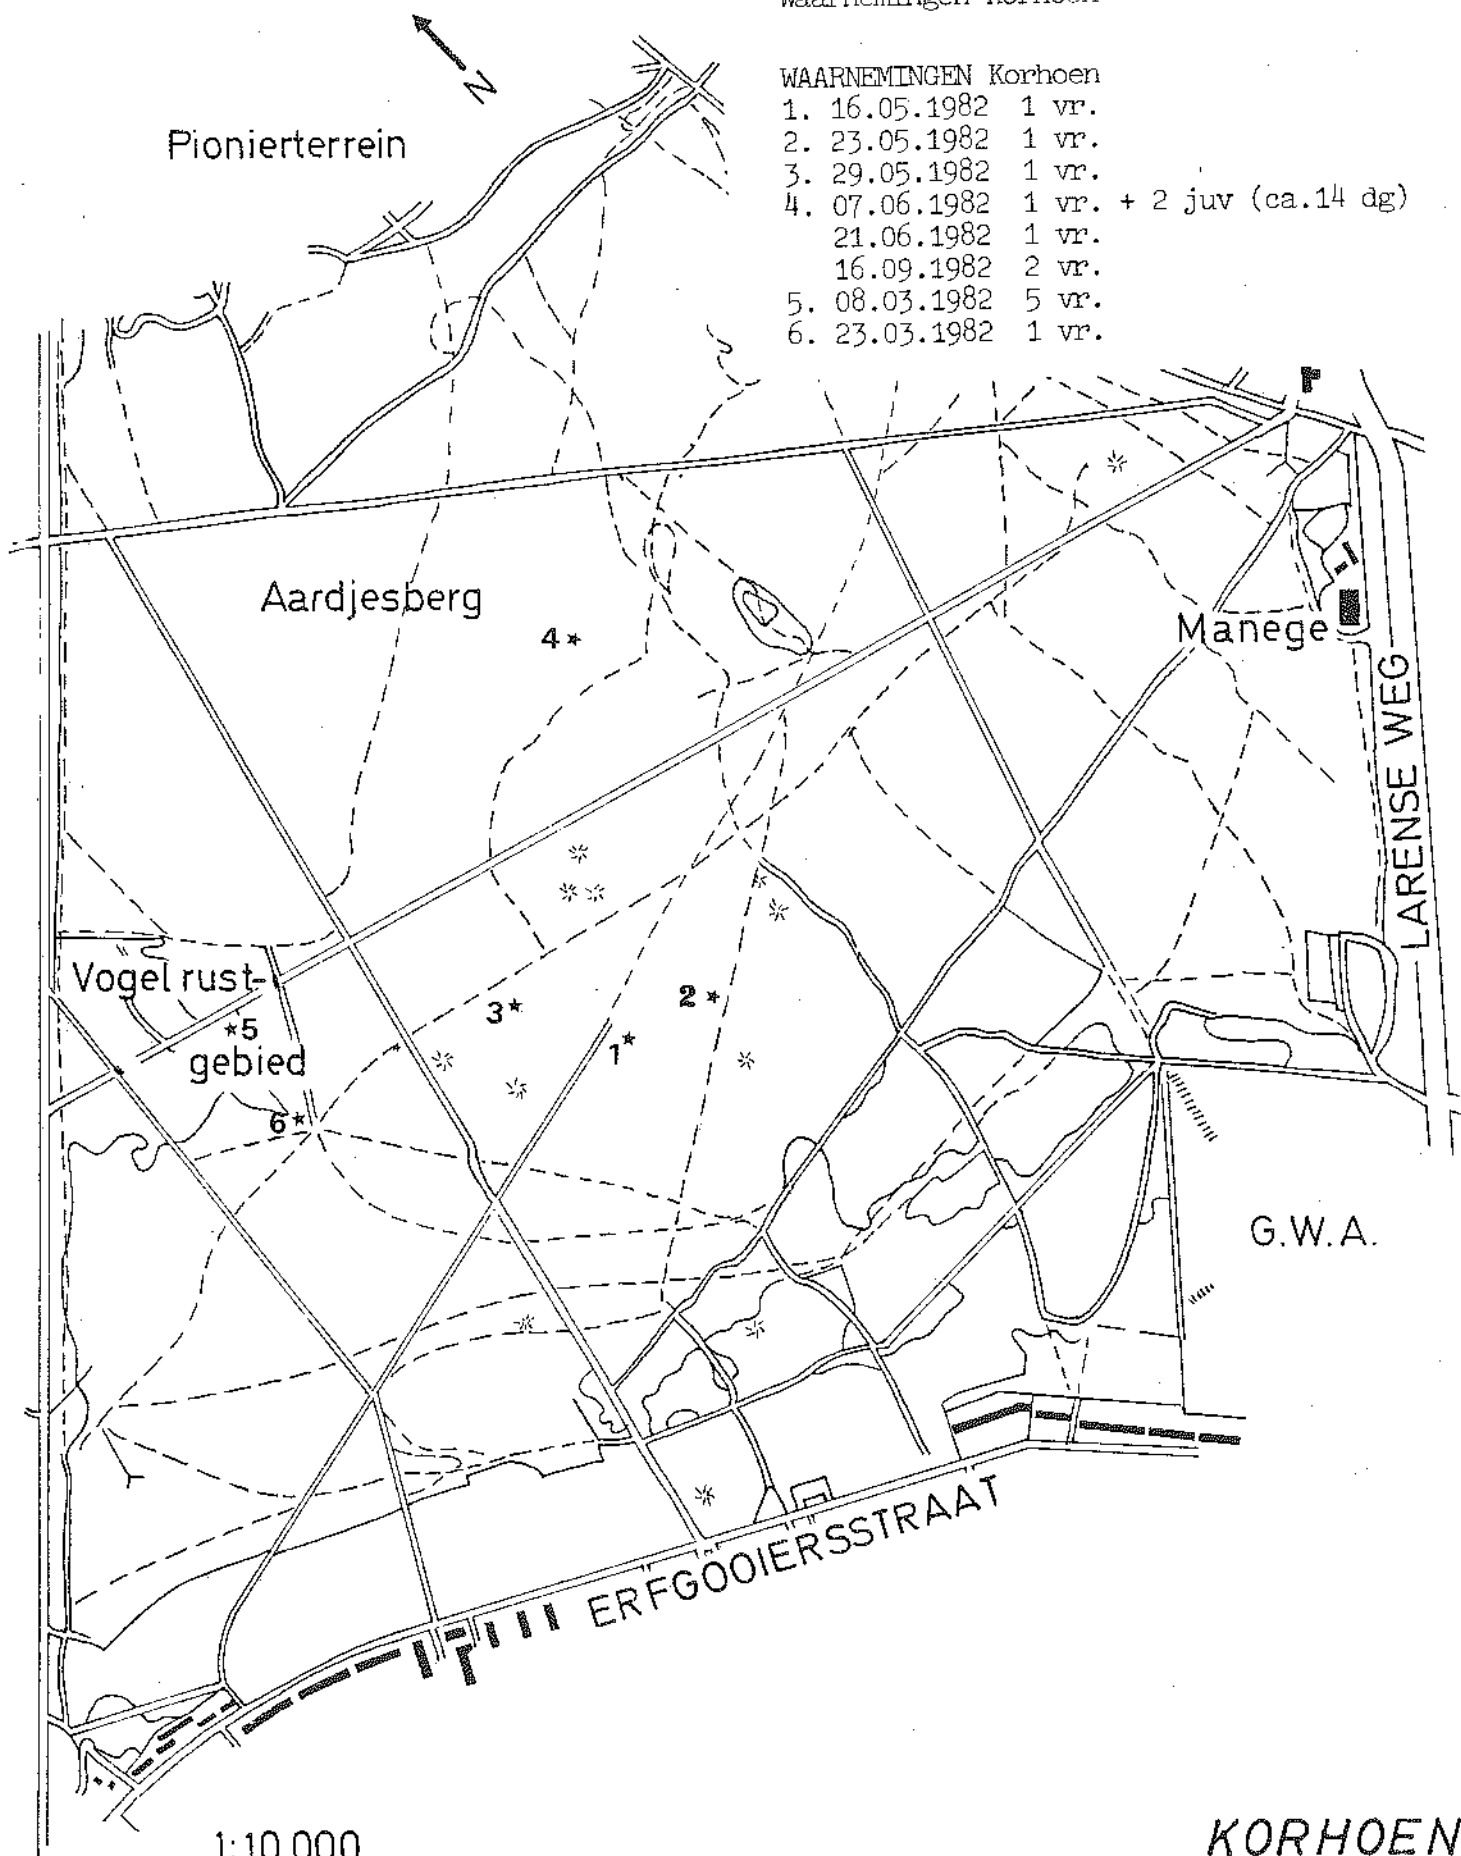 Waarnemingen Korhoen
WAARNEMINGEN Korhoen
1. 16.05.1982 1 vr.
2. 23.05.1982 1 vr.
3. 29.05.1982 1 vr.
4. 07.06.1982 1 vr. + 2 juv (ca.14 dg)
21.06.1982 1 vr.
16.09.1982 2 vr.
5. 08.03.1982 5 vr.
6. 23.03.1982 1 vr.
N
Pionierterrein
Aardjesberg
4
Manege
LARENSE WEG
Vogelrust-
gebied
5
3
2
1
6
G.W.A.
ERFGOOIERSSTRAAT
1:10.000
KORHOEN